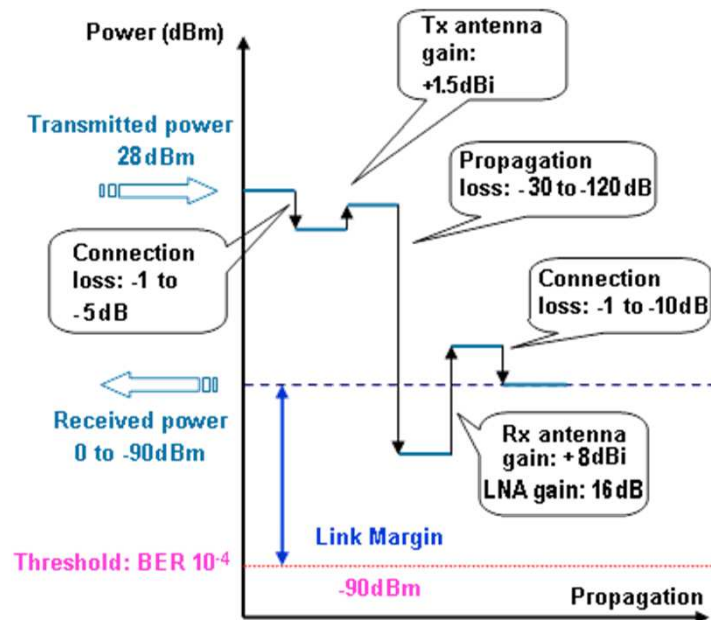 Power (dBm)
Tx antenna
gain:
+1.5dBi
Transmitted power
28dBm
Propagation
loss: - 30 to -120 dB
Connection
loss: -1 to
- 5dB
Connection
loss: -1 to -10dB
Received power
0 to -90dBm
Rx antenna
gain: +8dBi
LNA gain: 16dB
Link Margin
Threshold: BER 10⁻⁴
-90dBm
Propagation